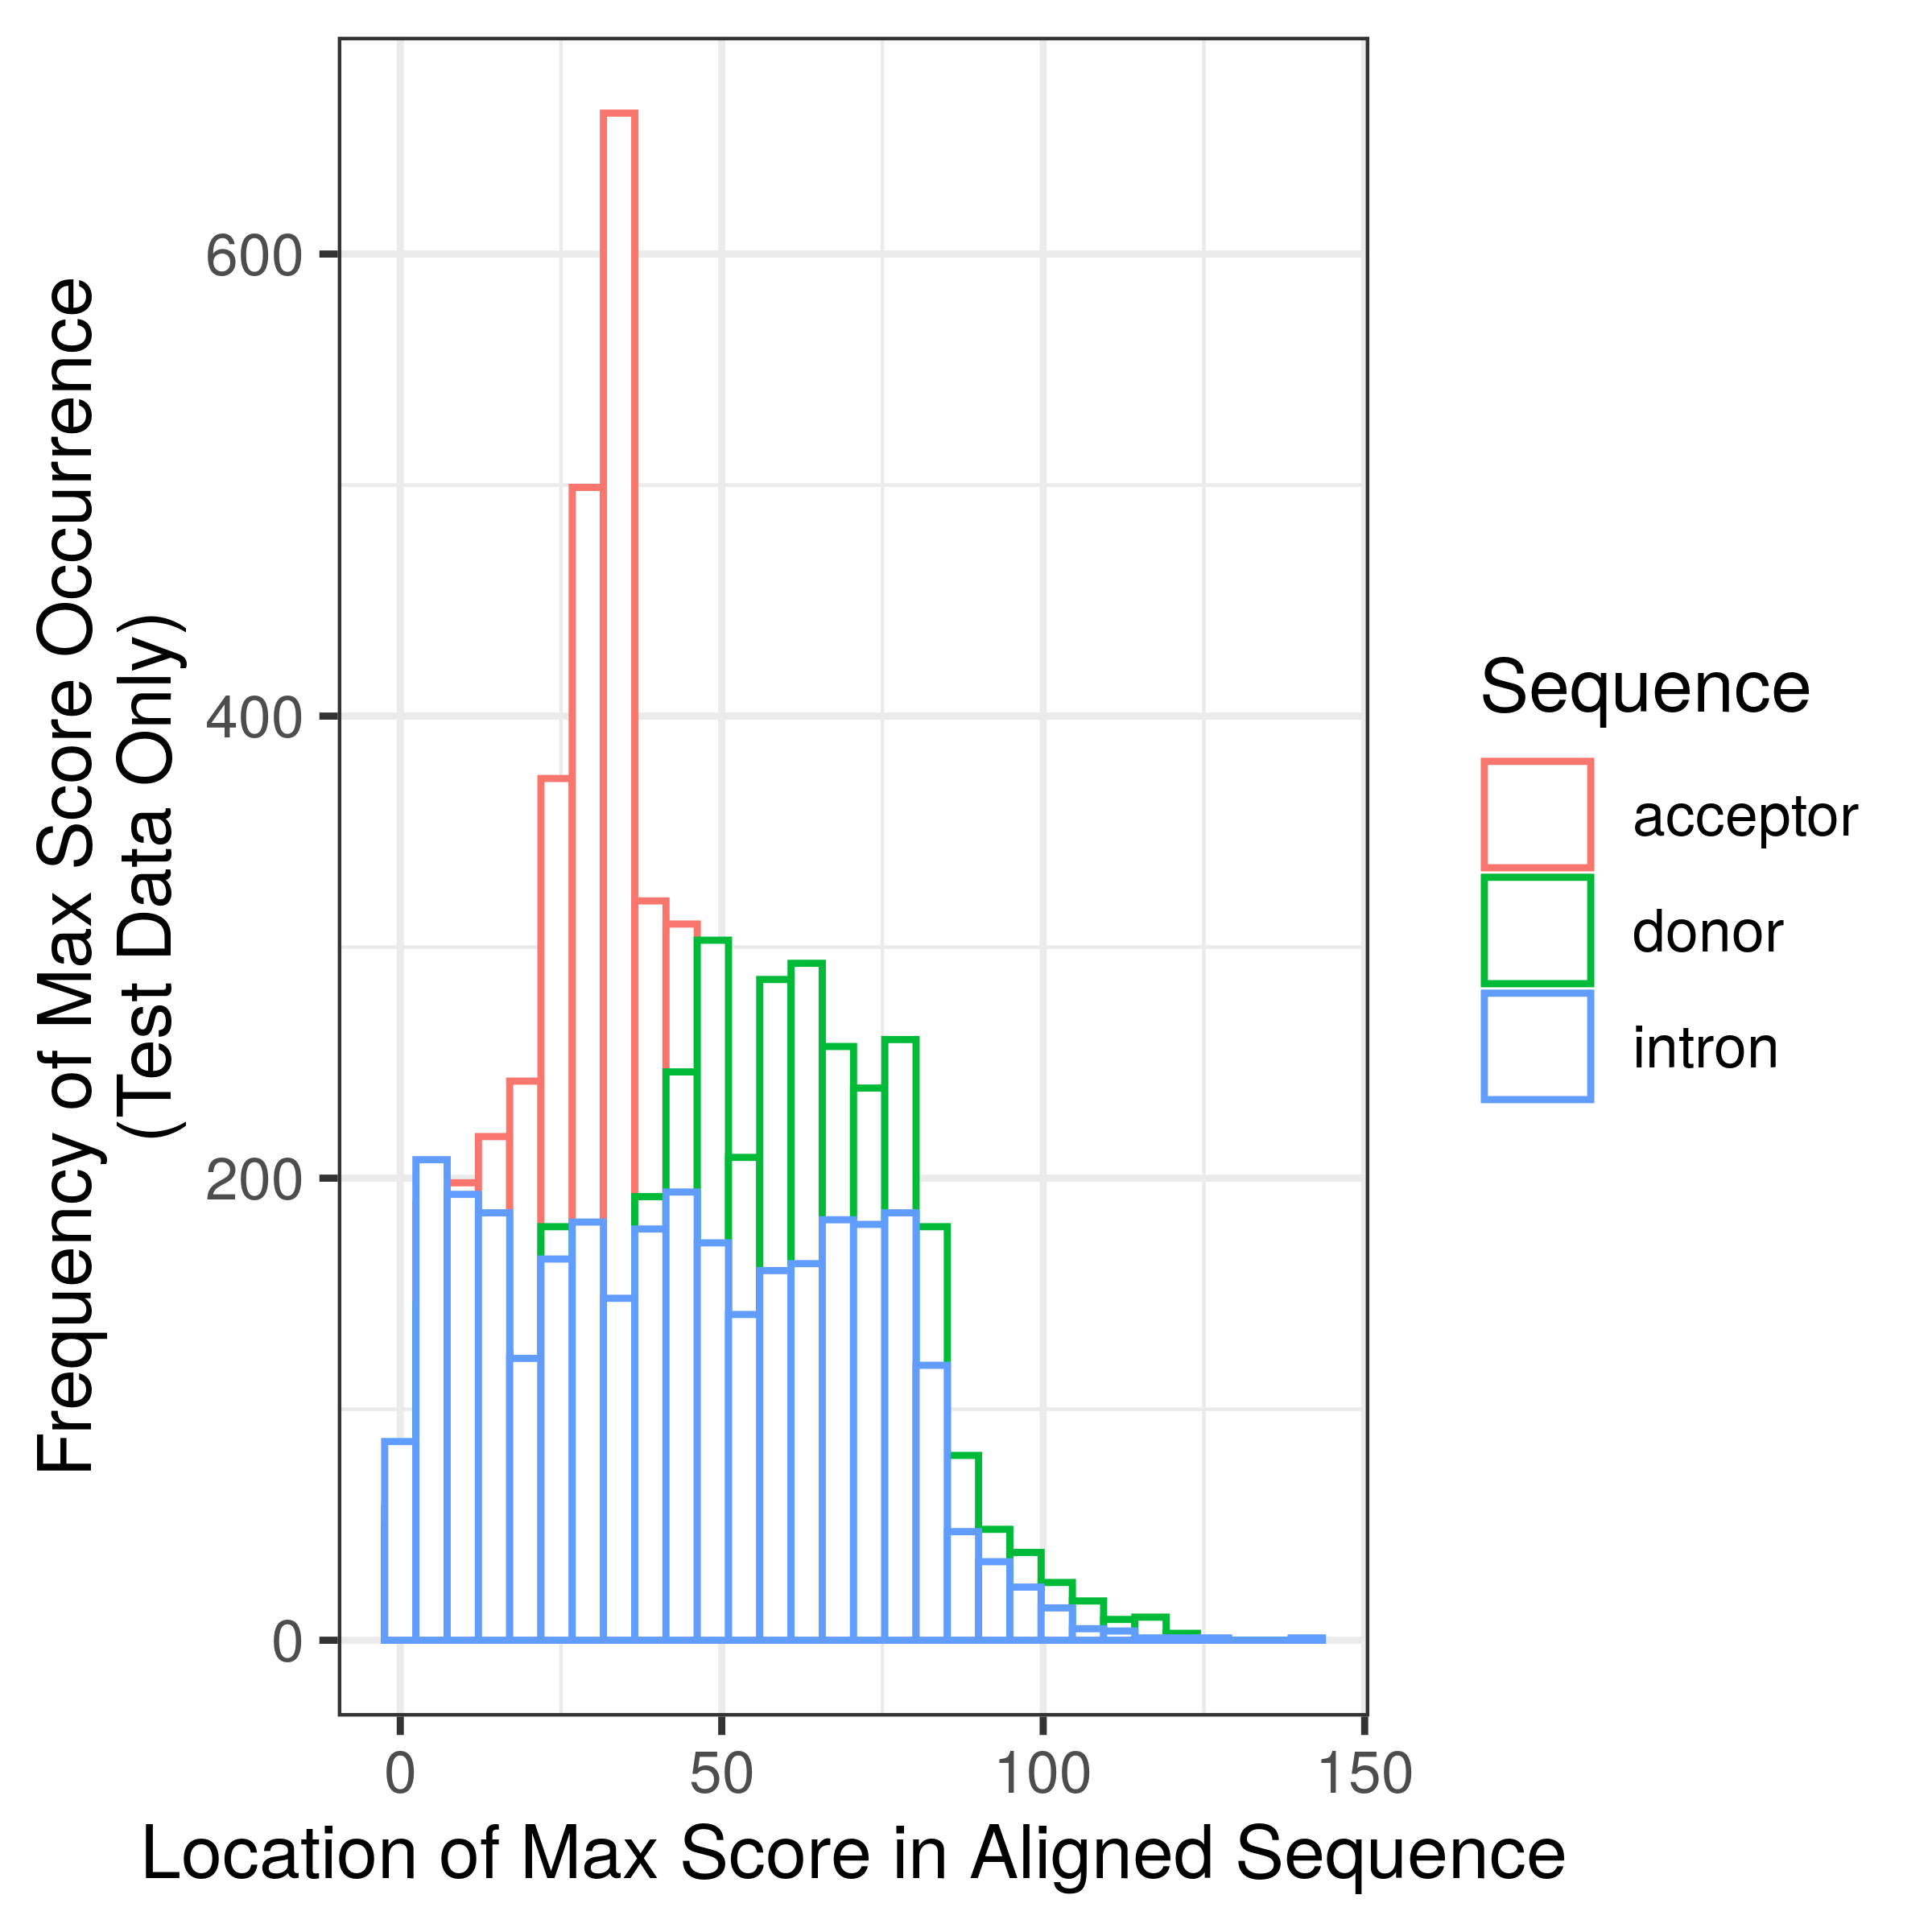 Frequency of Max Score Occurrence
(Test Data Only)
600
400
200
0
0
50
100
150
Location of Max Score in Aligned Sequence
Sequence
acceptor
donor
intron